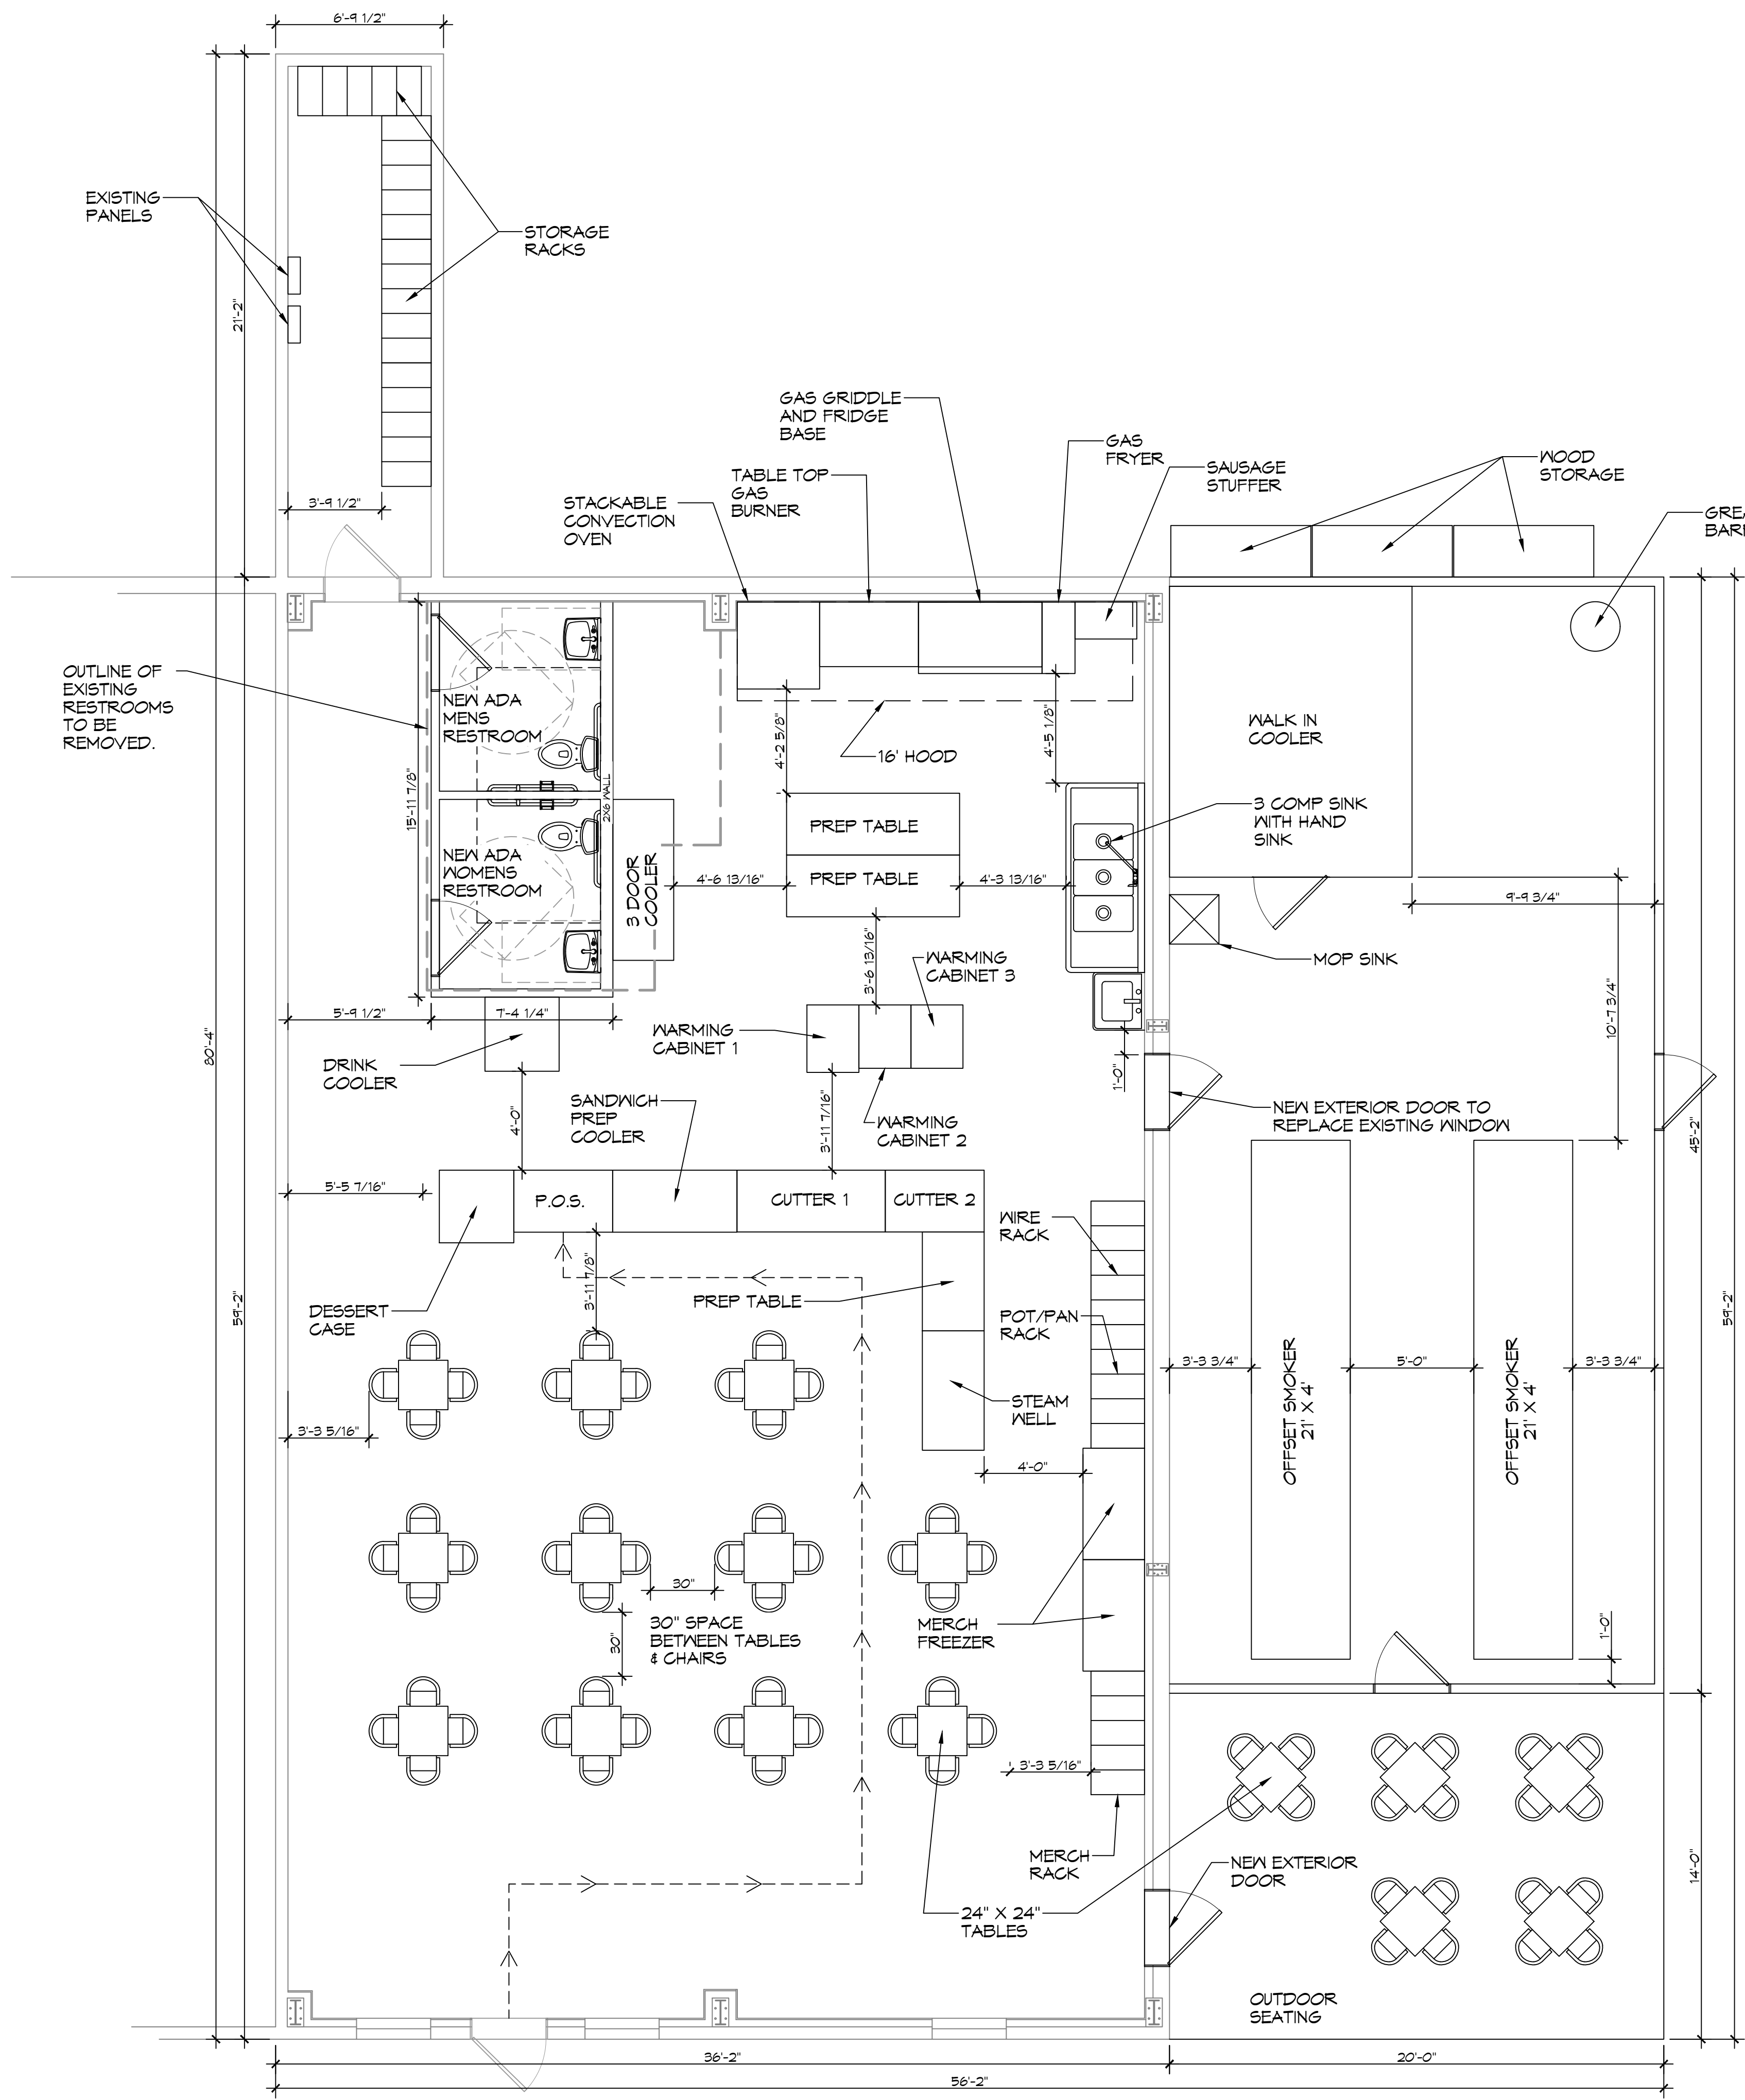 6'-9 1/2"
EXISTING
PANELS
STORAGE
RACKS
21'-2"
3'-9 1/2"
GAS GRIDDLE
AND FRIDGE
BASE
GAS
FRYER
TABLE TOP
GAS
BURNER
SAUSAGE
STUFFER
WOOD
STORAGE
STACKABLE
CONVECTION
OVEN
GREA
BARR
OUTLINE OF
EXISTING
RESTROOMS
TO BE
REMOVED.
NEW ADA
MENS
RESTROOM
4'-2 5/8"
4'-5 1/8"
16' HOOD
WALK IN
COOLER
15'-11 7/8"
2X6 WALL
3 COMP SINK
WITH HAND
SINK
PREP TABLE
PREP TABLE
NEW ADA
WOMENS
RESTROOM
3 DOOR
COOLER
4'-6 13/16"
4'-3 13/16"
9'-9 3/4"
3'-6 13/16"
WARMING
CABINET 3
MOP SINK
5'-9 1/2"
7'-4 1/4"
WARMING
CABINET 1
10'-7 3/4"
80'-4"
DRINK
COOLER
4'-0"
SANDWICH
PREP
COOLER
3'-11 7/16"
WARMING
CABINET 2
1'-0"
NEW EXTERIOR DOOR TO
REPLACE EXISTING WINDOW
45'-2"
5'-5 7/16"
P.O.S.
CUTTER 1
CUTTER 2
WIRE
RACK
3'-11 7/8"
PREP TABLE
DESSERT
CASE
POT/PAN
RACK
59'-2"
59'-2"
3'-3 3/4"
5'-0"
3'-3 3/4"
OFFSET SMOKER
21' X 4'
OFFSET SMOKER
21' X 4'
STEAM
WELL
3'-3 5/16"
4'-0"
30"
30" SPACE
BETWEEN TABLES
& CHAIRS
30"
MERCH
FREEZER
1'-0"
3'-3 5/16"
MERCH
RACK
NEW EXTERIOR
DOOR
14'-0"
24" X 24"
TABLES
OUTDOOR
SEATING
36'-2"
20'-0"
56'-2"